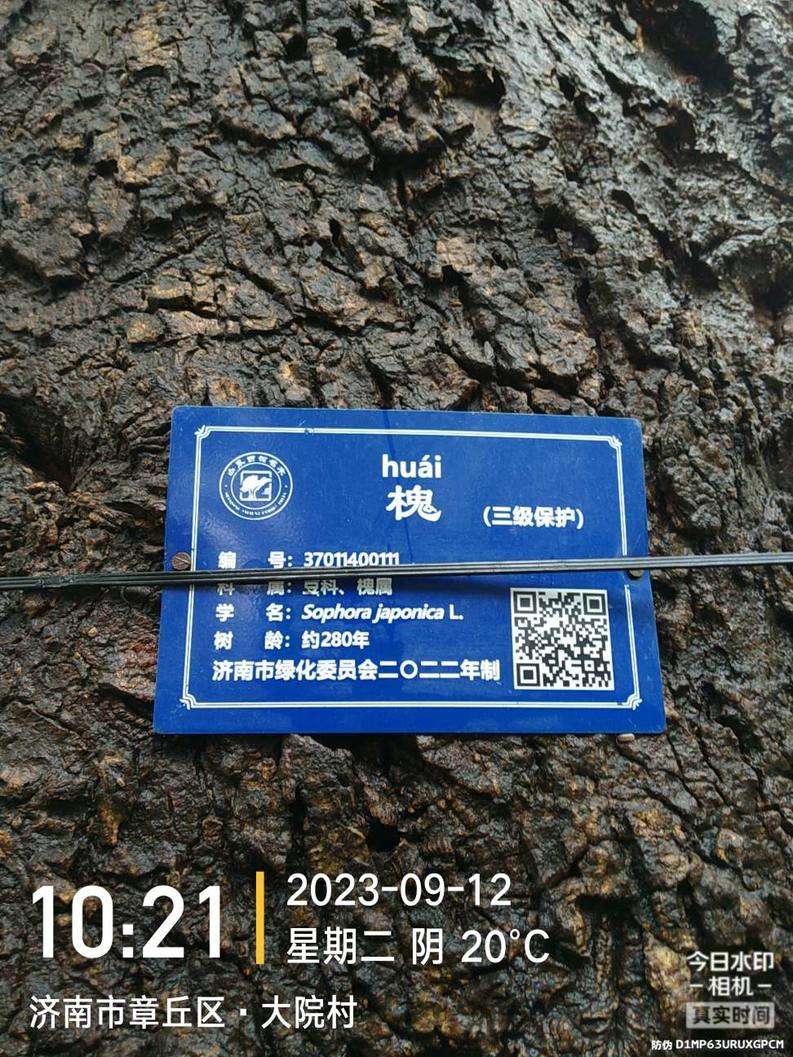 huái
槐
(三级保护)
编 号：37011400111
科 属：豆科、槐属
学 名：Sophora japonica L.
树 龄：约280年
济南市绿化委员会二〇二二年制
10:21
2023-09-12
星期二 阴 20°C
济南市章丘区·大院村
今日水印
相机
真实时间
防伪 D1MP63URUXGPCM